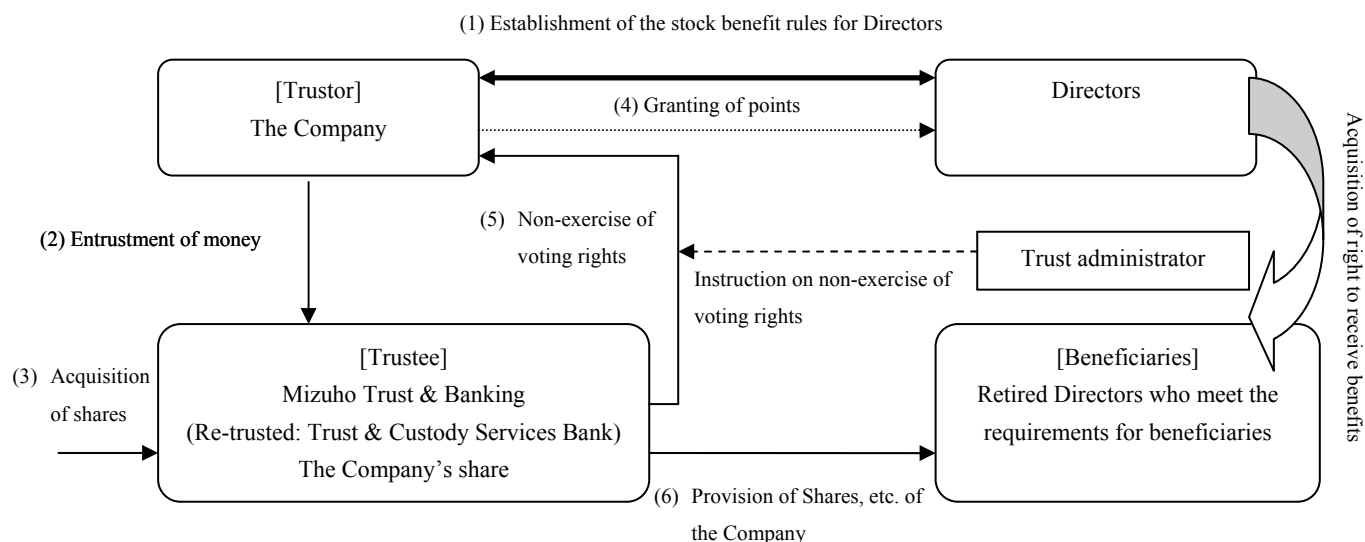 (1) Establishment of the stock benefit rules for Directors
[Trustor]
The Company
(4) Granting of points
Directors
Acquisition of right to receive benefits
(2) Entrustment of money
(5) Non-exercise of
voting rights
Instruction on non-exercise of
voting rights
Trust administrator
(3) Acquisition
of shares
[Trustee]
Mizuho Trust & Banking
(Re-trusted: Trust & Custody Services Bank)
The Company's share
[Beneficiaries]
Retired Directors who meet the
requirements for beneficiaries
(6) Provision of Shares, etc. of
the Company